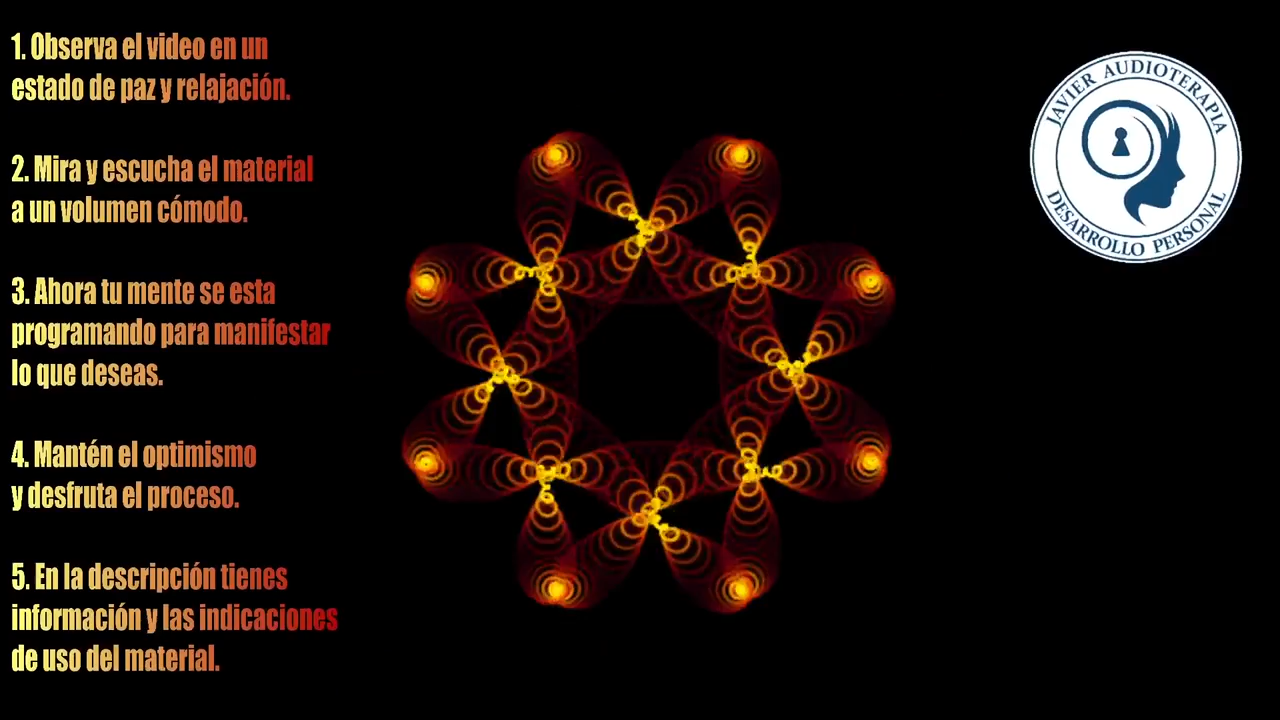 1. Observa el video en un
estado de paz y relajación.
2. Mira y escucha el material
a un volumen cómodo.
3. Ahora tu mente se esta
programando para manifestar
lo que deseas.
4. Mantén el optimismo
y desfruta el proceso.
5. En la descripción tienes
información y las indicaciones
de uso del material.
JAVIER AUDIOTERAPIA
DESARROLLO PERSONAL